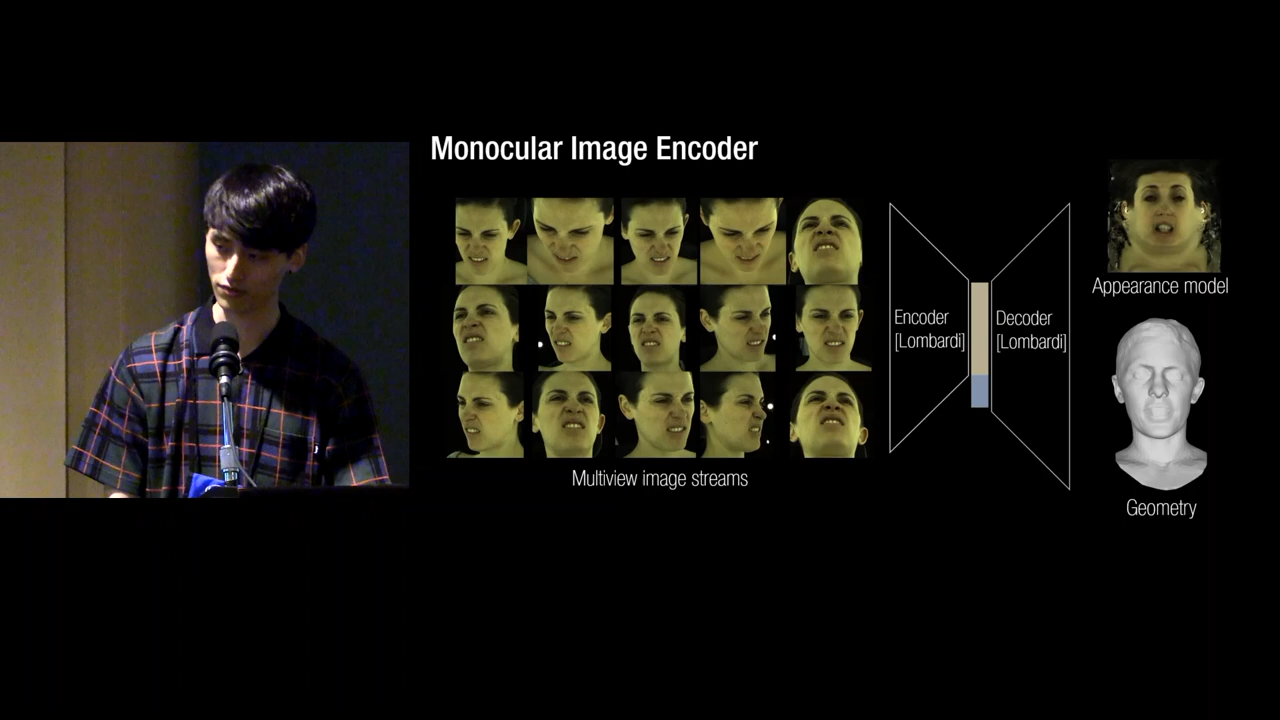 Monocular Image Encoder
Encoder
[Lombardi]
Decoder
[Lombardi]
Appearance model
Multiview image streams
Geometry